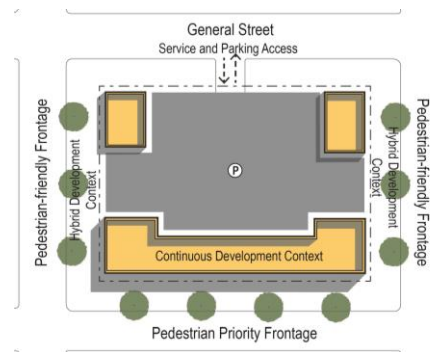 General Street
Service and Parking Access
Pedestrian-friendly Frontage
Hybrid Development
Context
P
Context
Hybrid Development
Pedestrian-friendly Frontage
Continuous Development Context
Pedestrian Priority Frontage